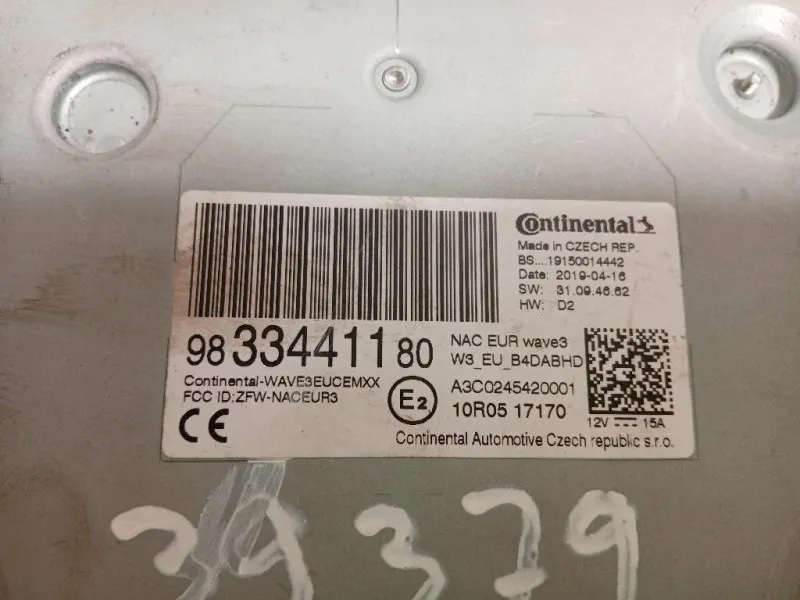 Continental
Made in CZECH REP.
BS....19150014442
Date: 2019-04-16
SW: 31.09.46.62
HW: D2
98 33441180
NAC EUR wave3
W3_EU_B4DABHD
Continental-WAVE3EUCEMXX
FCC ID:ZFW-NACEUR3
CE
E2
A3C0245420001
10R05 17170
12V 15A
Continental Automotive Czech republic s.r.o.
39379